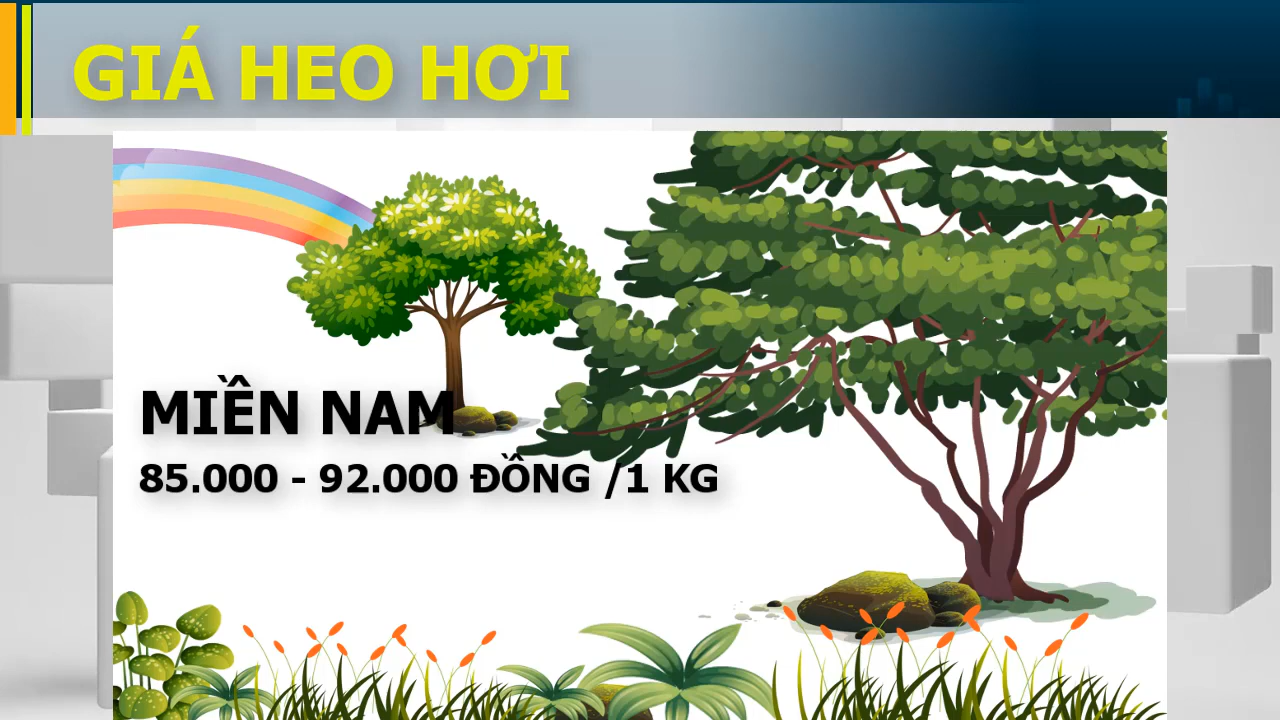 GIÁ HEO HƠI
MIỀN NAM
85.000 - 92.000 ĐỒNG /1 KG